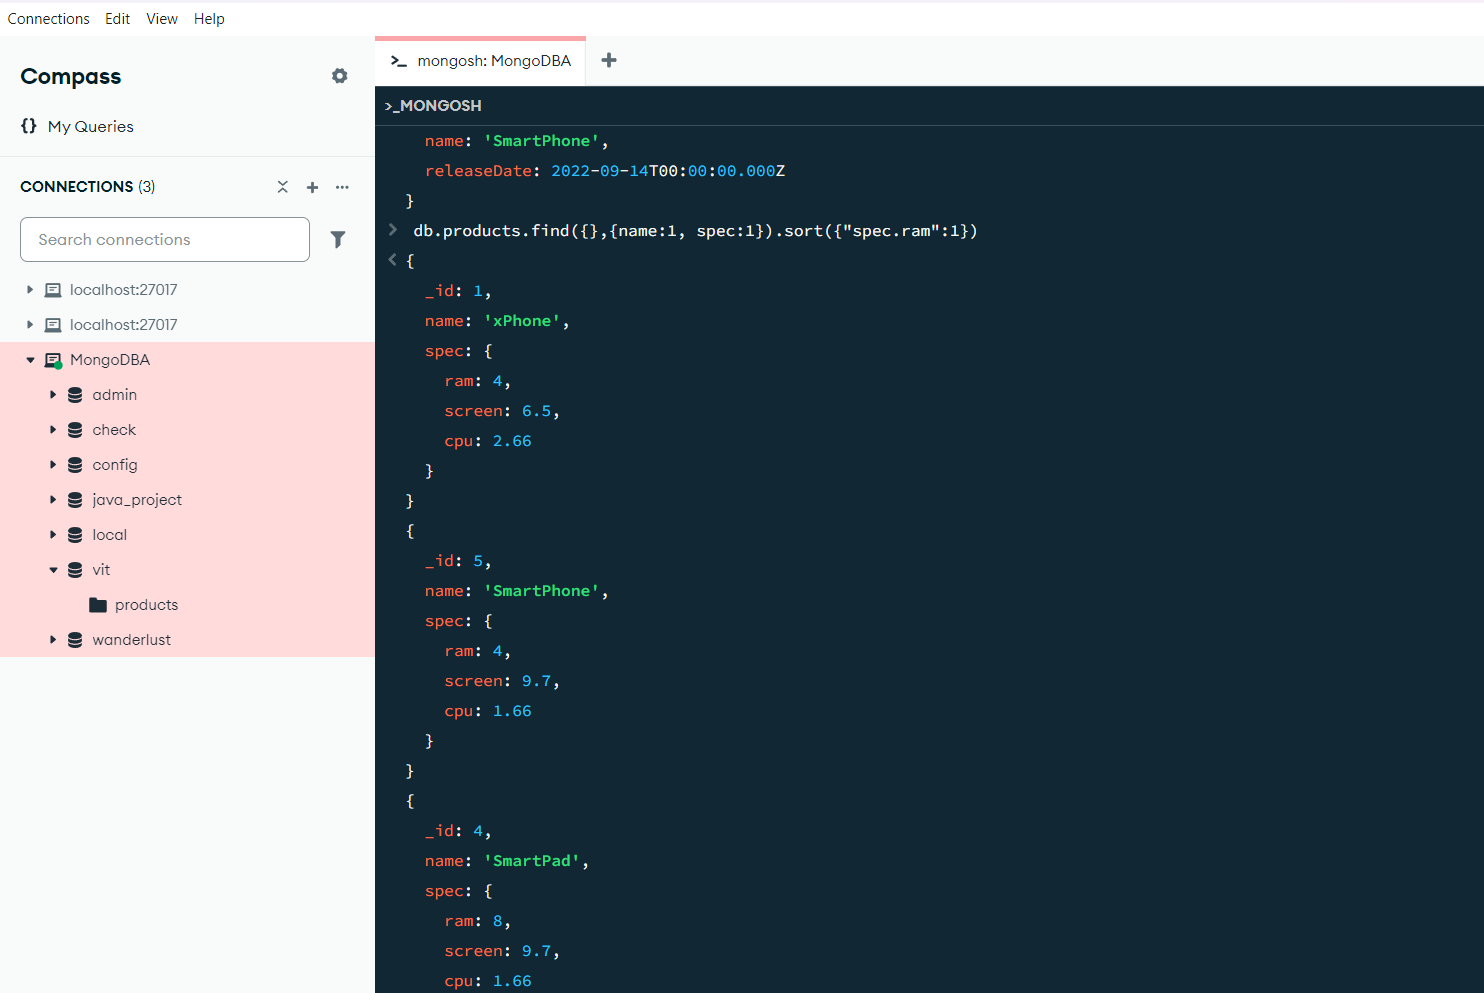 Connections Edit View Help
Compass
{} My Queries
CONNECTIONS (3)
Search connections
localhost:27017
localhost:27017
MongoDBA
admin
check
config
java_project
local
vit
products
wanderlust
>_ mongosh: MongoDBA +
>_MONGOSH
name: 'SmartPhone',
releaseDate: 2022-09-14T00:00:00.000Z
}
> db.products.find({},{name:1, spec:1}).sort({"spec.ram":1})
< {
_id: 1,
name: 'xPhone',
spec: {
ram: 4,
screen: 6.5,
cpu: 2.66
}
}
{
_id: 5,
name: 'SmartPhone',
spec: {
ram: 4,
screen: 9.7,
cpu: 1.66
}
}
{
_id: 4,
name: 'SmartPad',
spec: {
ram: 8,
screen: 9.7,
cpu: 1.66